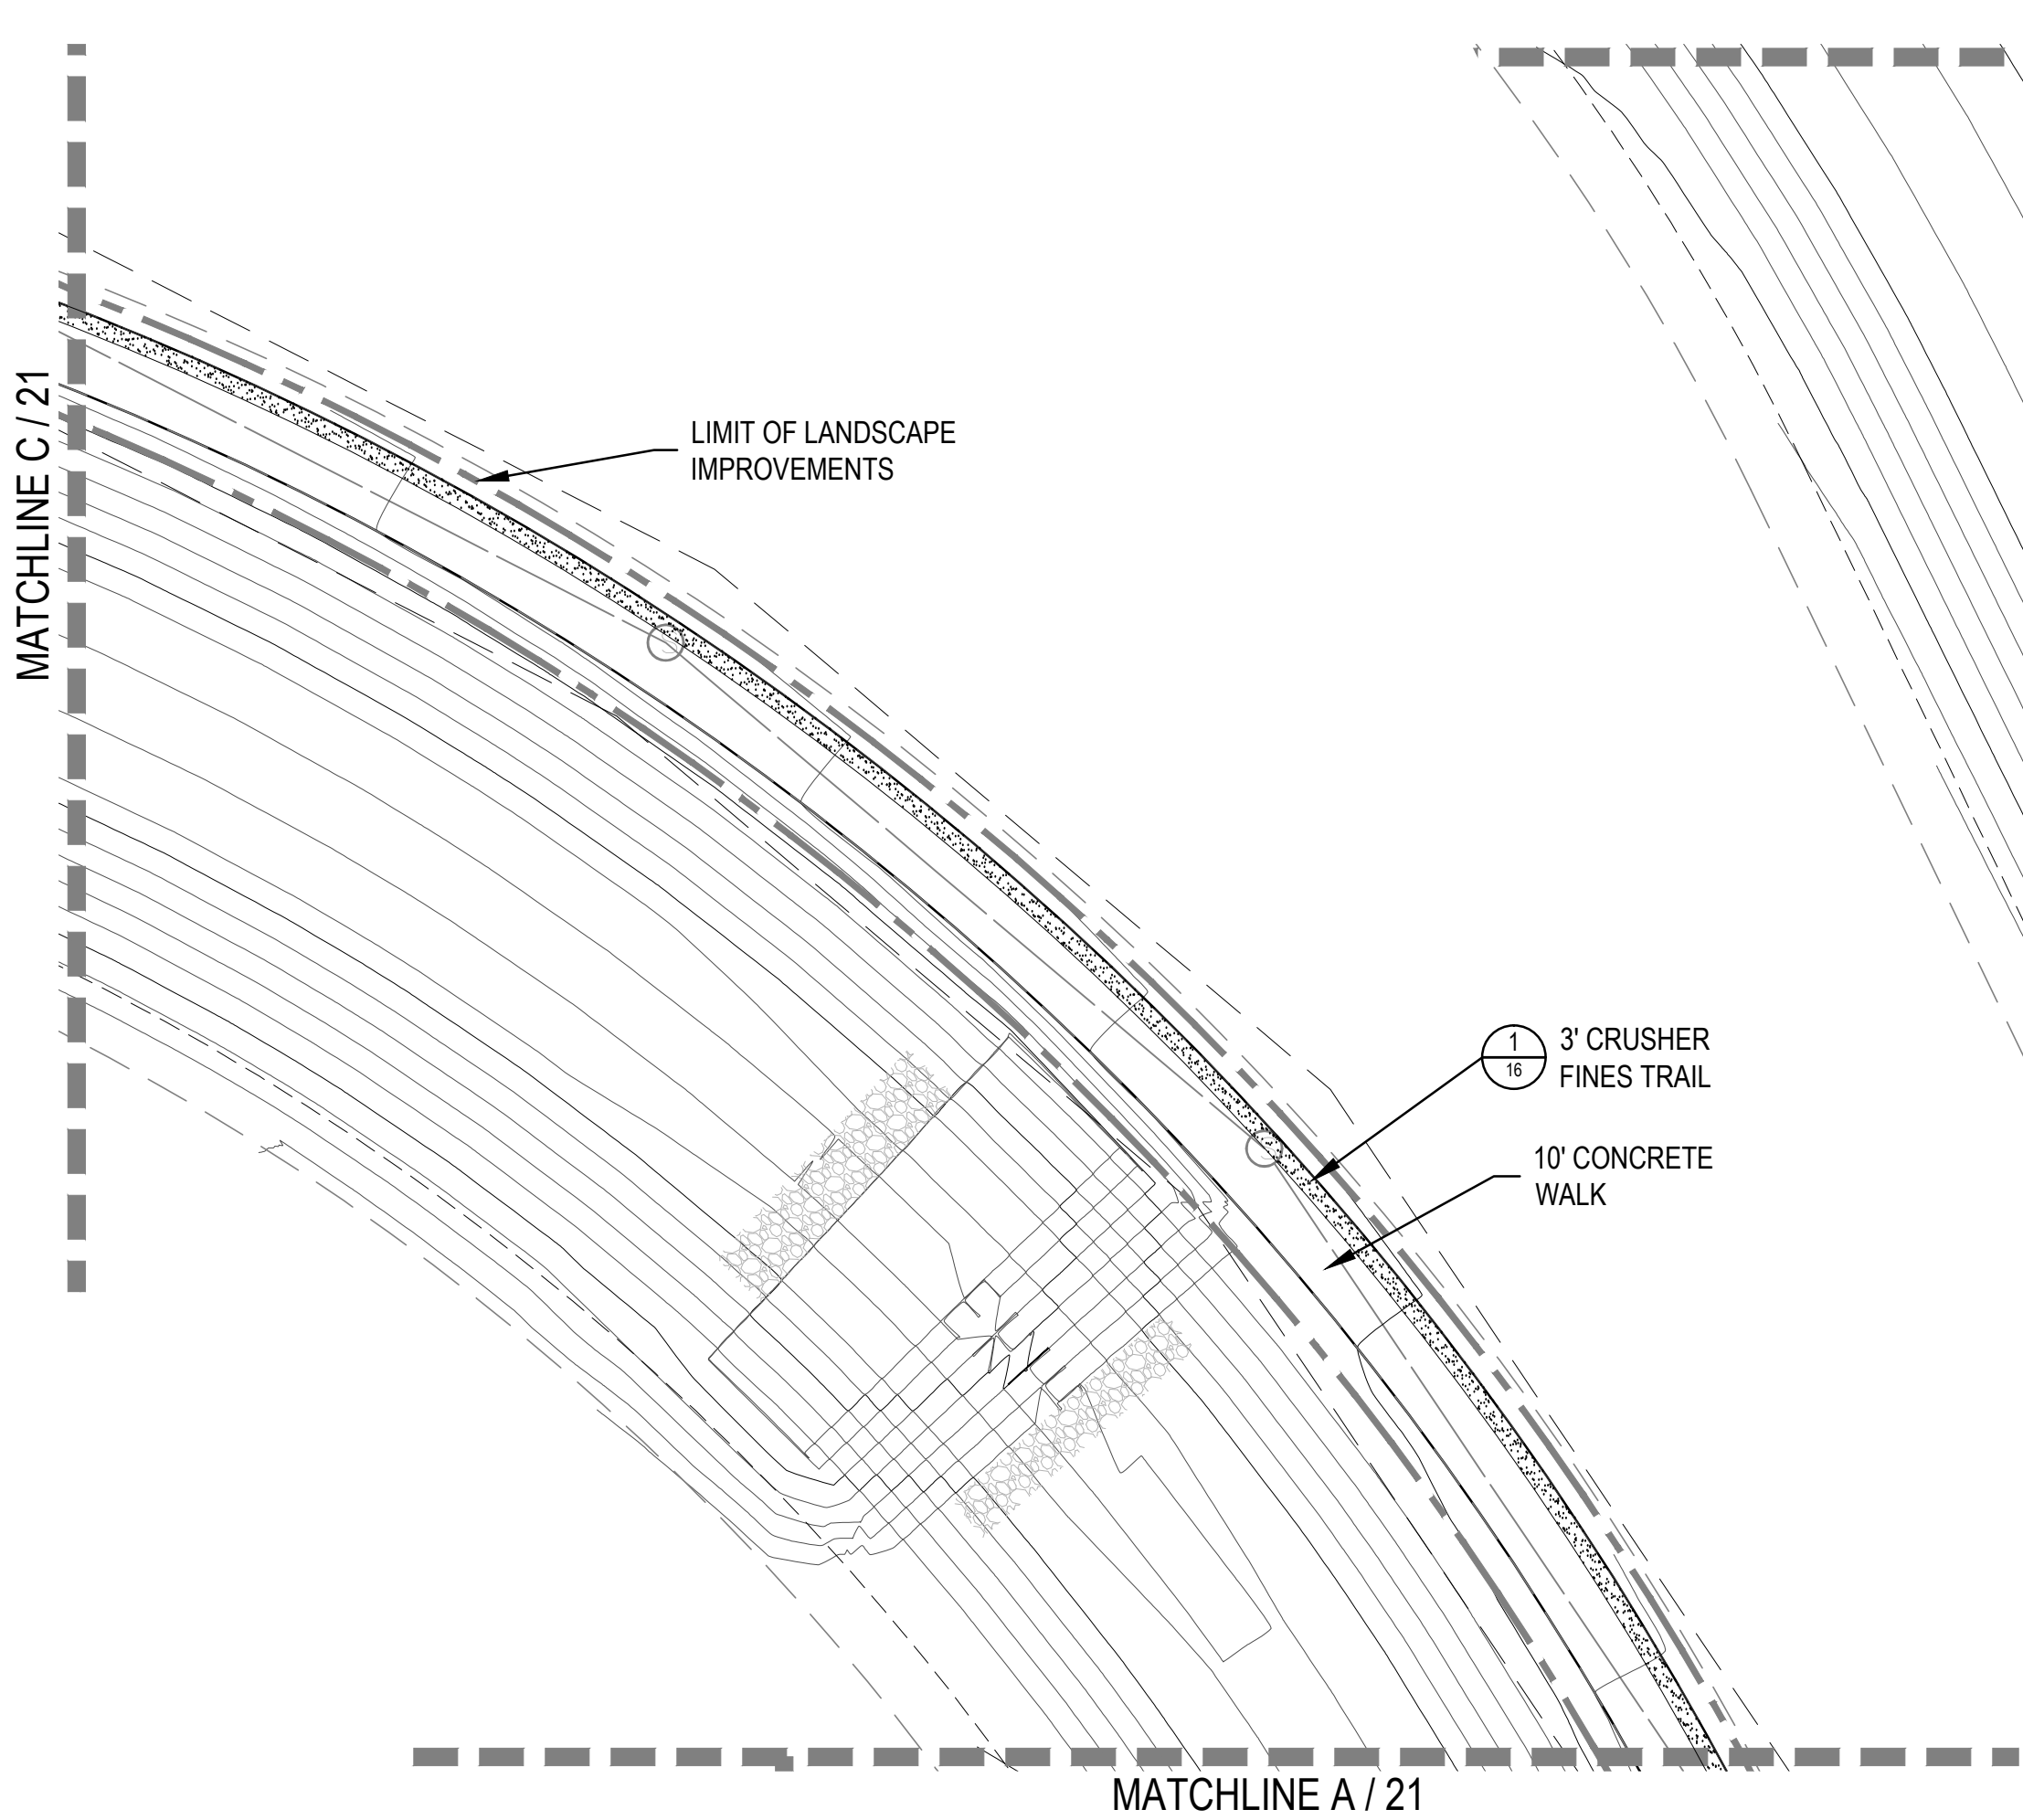 MATCHLINE C / 21
LIMIT OF LANDSCAPE
IMPROVEMENTS
1
16
3' CRUSHER
FINES TRAIL
10' CONCRETE
WALK
MATCHLINE A / 21